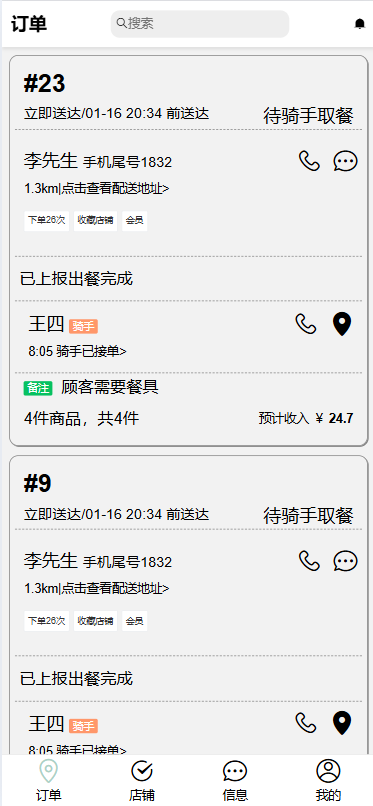 订单
搜索
#23
立即送达/01-16 20:34 前送达
待骑手取餐
李先生 手机尾号1832
1.3km|点击查看配送地址>
下单26次 收藏店铺 会员
已上报出餐完成
王四 骑手
8:05 骑手已接单>
备注 顾客需要餐具
4件商品，共4件
预计收入 ￥ 24.7
#9
立即送达/01-16 20:34 前送达
待骑手取餐
李先生 手机尾号1832
1.3km|点击查看配送地址>
下单26次 收藏店铺 会员
已上报出餐完成
王四 骑手
8:05 骑手已接单>
订单 店铺 信息 我的